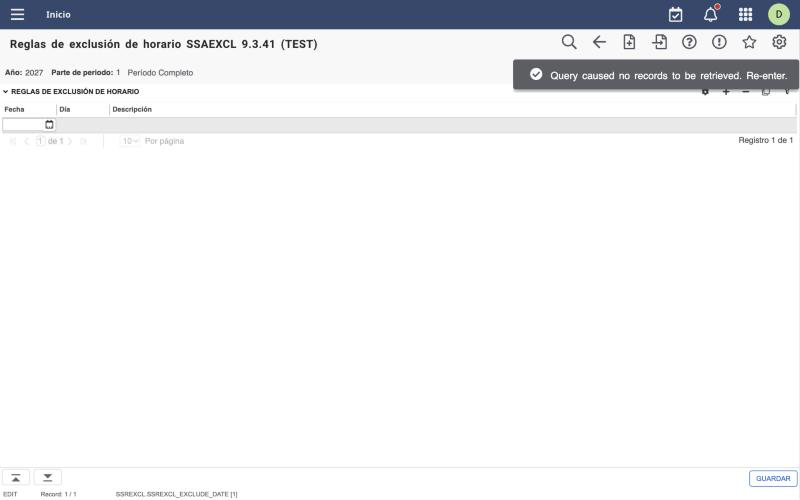 Inicio
D
Reglas de exclusión de horario SSAEXCL 9.3.41 (TEST)
Año: 2027 Parte de periodo: 1 Período Completo
Query caused no records to be retrieved. Re-enter.
REGLAS DE EXCLUSIÓN DE HORARIO
Fecha Día Descripción
1 de 1 10 Por página Registro 1 de 1
GUARDAR
EDIT Record: 1 / 1 SSREXCL.SSREXCL_EXCLUDE_DATE [1]